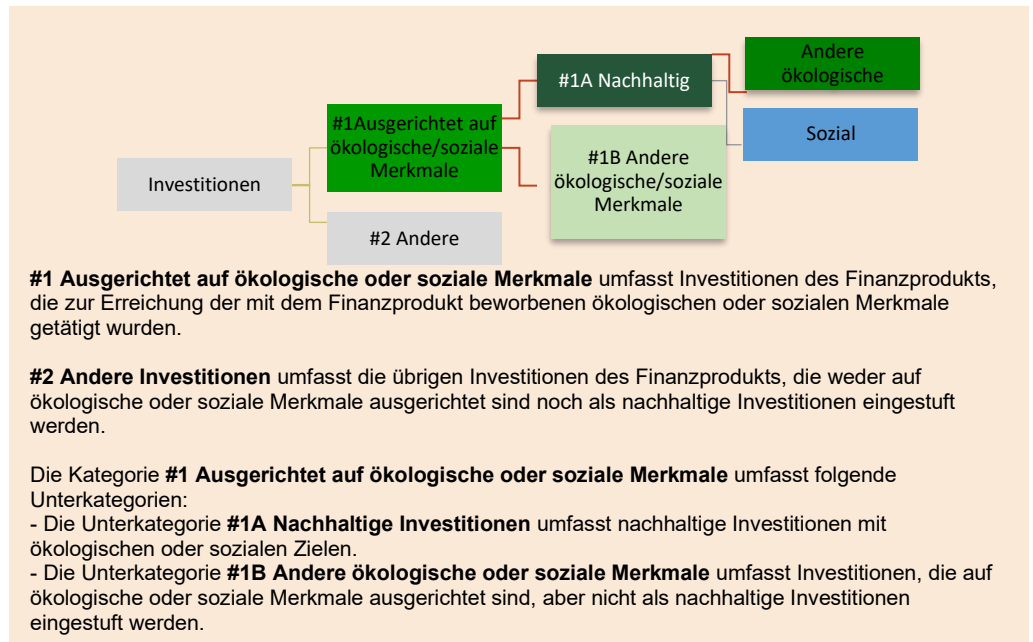 Andere
ökologische
#1A Nachhaltig
#1Ausgerichtet auf
ökologische/soziale
Merkmale
Sozial
#1B Andere
ökologische/soziale
Merkmale
Investitionen
#2 Andere
#1 Ausgerichtet auf ökologische oder soziale Merkmale umfasst Investitionen des Finanzprodukts,
die zur Erreichung der mit dem Finanzprodukt beworbenen ökologischen oder sozialen Merkmale
getätigt wurden.
#2 Andere Investitionen umfasst die übrigen Investitionen des Finanzprodukts, die weder auf
ökologische oder soziale Merkmale ausgerichtet sind noch als nachhaltige Investitionen eingestuft
werden.
Die Kategorie #1 Ausgerichtet auf ökologische oder soziale Merkmale umfasst folgende
Unterkategorien:
- Die Unterkategorie #1A Nachhaltige Investitionen umfasst nachhaltige Investitionen mit
ökologischen oder sozialen Zielen.
- Die Unterkategorie #1B Andere ökologische oder soziale Merkmale umfasst Investitionen, die auf
ökologische oder soziale Merkmale ausgerichtet sind, aber nicht als nachhaltige Investitionen
eingestuft werden.